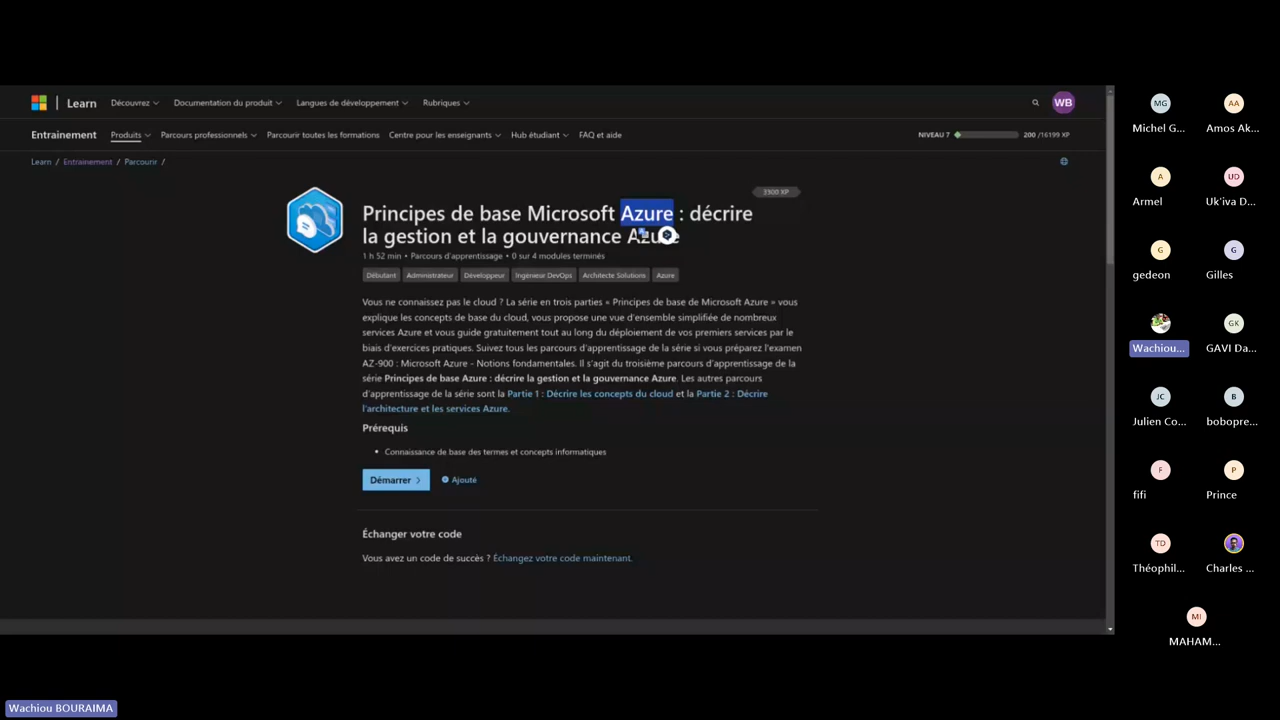 Learn Découvrez Documentation du produit Langues de développement Rubriques WB
Entrainement Produits Parcours professionnels Parcourir toutes les formations Centre pour les enseignants Hub étudiant FAQ et aide NIVEAU 7 200 /16199 XP
Learn / Entrainement / Parcourir /
3500 XP
Principes de base Microsoft Azure : décrire
la gestion et la gouvernance Azure
1 h 52 min • Parcours d'apprentissage • 0 sur 4 modules terminés
Débutant Administrateur Développeur Ingénieur DevOps Architecte Solutions Azure
Vous ne connaissez pas le cloud ? La série en trois parties « Principes de base de Microsoft Azure » vous
explique les concepts de base du cloud, vous propose une vue d'ensemble simplifiée de nombreux
services Azure et vous guide gratuitement tout au long du déploiement de vos premiers services par le
biais d'exercices pratiques. Suivez tous les parcours d'apprentissage de la série si vous préparez l'examen
AZ-900 : Microsoft Azure - Notions fondamentales. Il s'agit du troisième parcours d'apprentissage de la
série Principes de base Azure : décrire la gestion et la gouvernance Azure. Les autres parcours
d'apprentissage de la série sont la Partie 1 : Décrire les concepts du cloud et la Partie 2 : Décrire
l'architecture et les services Azure.
Prérequis
• Connaissance de base des termes et concepts informatiques
Démarrer Ajouté
Échanger votre code
Vous avez un code de succès ? Échangez votre code maintenant.
MG AA
Michel G... Amos Ak...
A UD
Armel Uk'iva D...
G G
gedeon Gilles
GK
Wachiou... GAVI Da...
JC B
Julien Co... bobopre...
F P
fifi Prince
TD
Théophil... Charles ...
MI
MAHAM...
Wachiou BOURAIMA